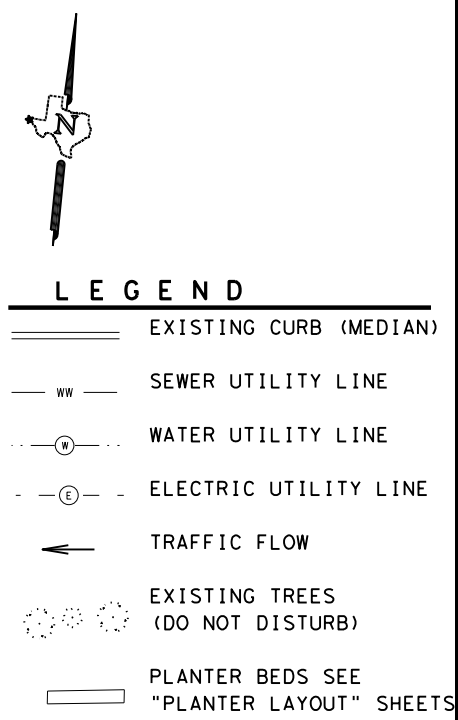 N
LEGEND
EXISTING CURB (MEDIAN)
WW SEWER UTILITY LINE
W WATER UTILITY LINE
E ELECTRIC UTILITY LINE
TRAFFIC FLOW
EXISTING TREES
(DO NOT DISTURB)
PLANTER BEDS SEE
"PLANTER LAYOUT" SHEETS